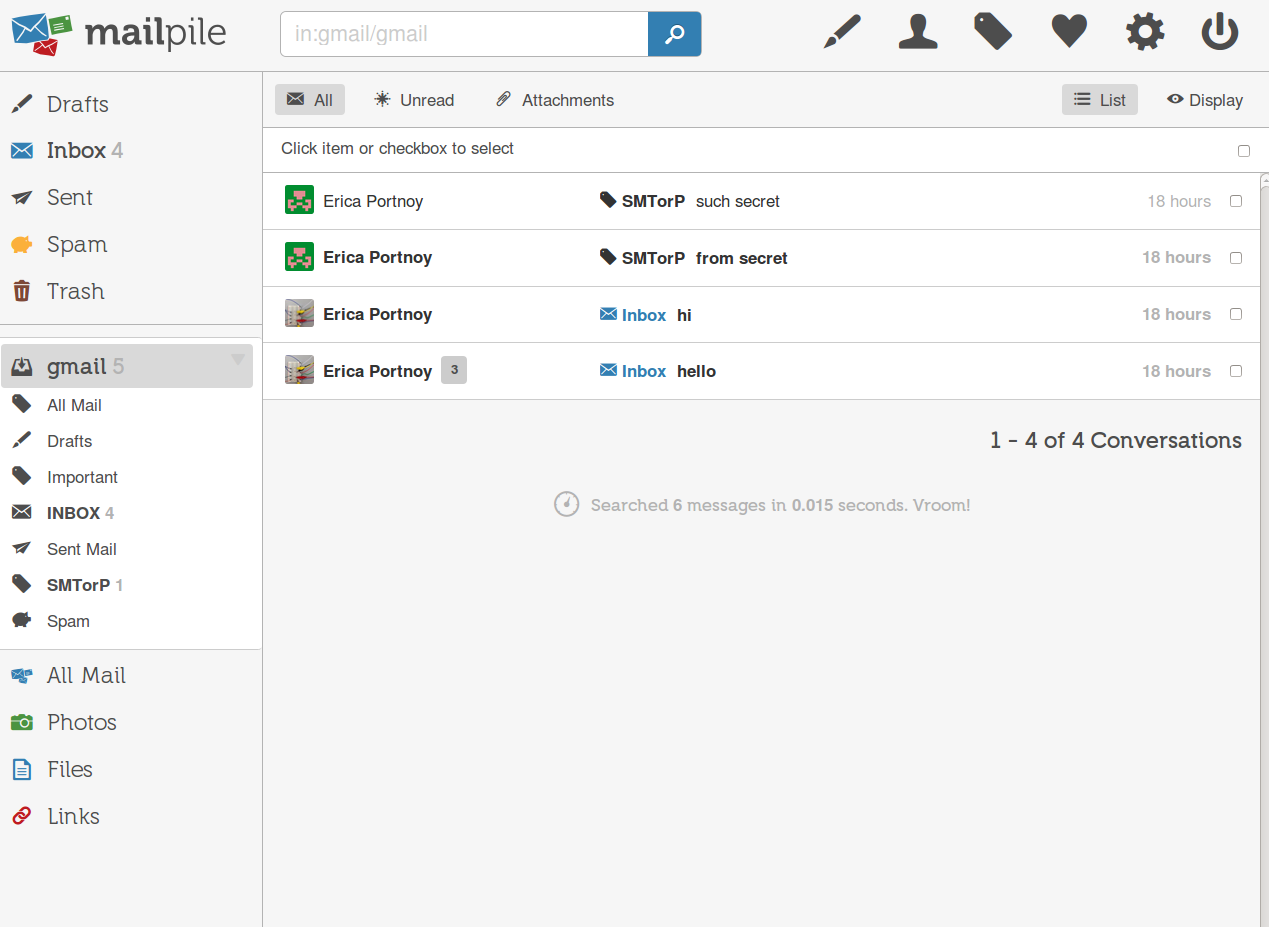 mailpile
in:gmail/gmail
Drafts
Inbox 4
Sent
Spam
Trash
gmail 5
All Mail
Drafts
Important
INBOX 4
Sent Mail
SMTorP 1
Spam
All Mail
Photos
Files
Links
All Unread Attachments List Display
Click item or checkbox to select
Erica Portnoy SMTorP such secret 18 hours
Erica Portnoy SMTorP from secret 18 hours
Erica Portnoy Inbox hi 18 hours
Erica Portnoy 3 Inbox hello 18 hours
1 - 4 of 4 Conversations
Searched 6 messages in 0.015 seconds. Vroom!